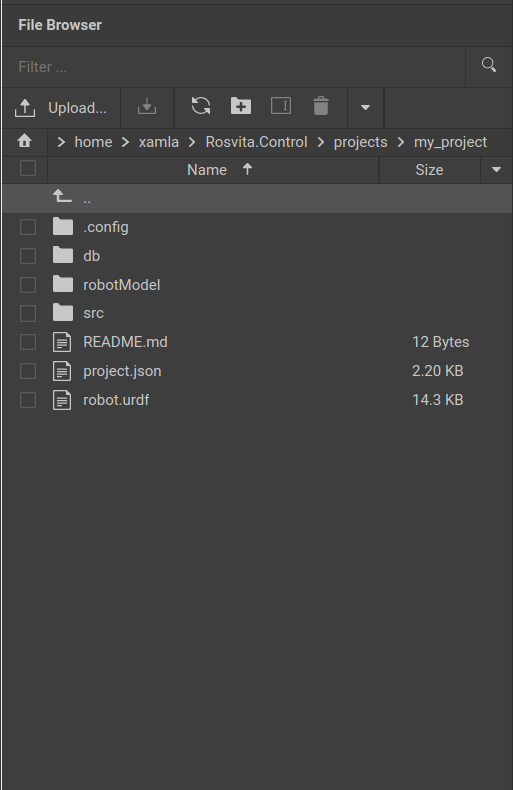 File Browser
Filter ...
Upload...
home xamla Rosvita.Control projects my_project
Name Size
..
.config
db
robotModel
src
README.md 12 Bytes
project.json 2.20 KB
robot.urdf 14.3 KB